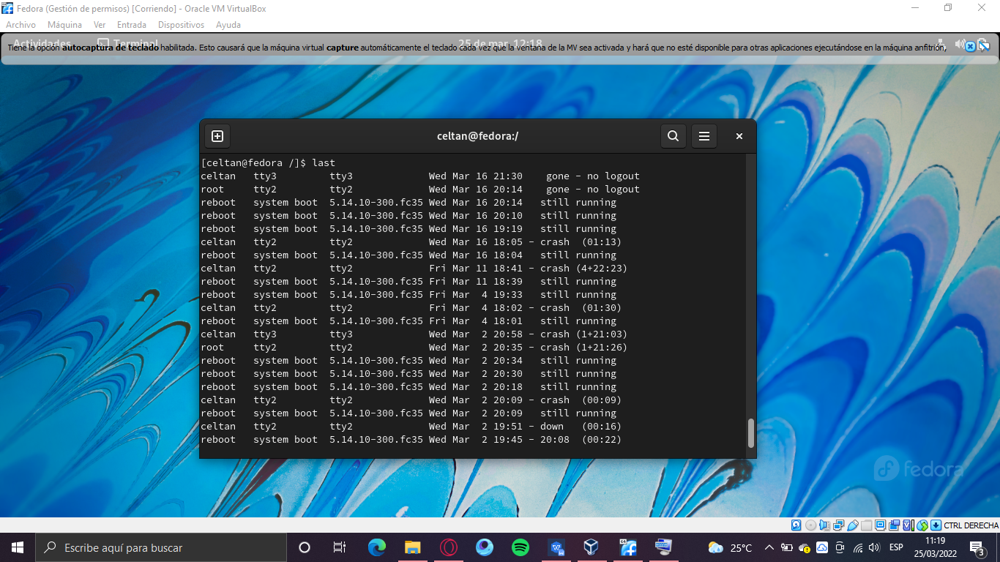 Fedora (Gestión de permisos) [Corriendo] - Oracle VM VirtualBox
Archivo Máquina Ver Entrada Dispositivos Ayuda
Actividades Terminal 25 de mar 12:18
Tiene la opción autocaptura de teclado habilitada. Esto causará que la máquina virtual capture automáticamente el teclado cada vez que la ventana de la MV sea activada y hará que no esté disponible para otras aplicaciones ejecutándose en la máquina anfitrión,
celtan@fedora:/
[celtan@fedora /]$ last
celtan   tty3         tty3             Wed Mar 16 21:30    gone - no logout
root     tty2         tty2             Wed Mar 16 20:14    gone - no logout
reboot   system boot  5.14.10-300.fc35 Wed Mar 16 20:14   still running
reboot   system boot  5.14.10-300.fc35 Wed Mar 16 20:10   still running
reboot   system boot  5.14.10-300.fc35 Wed Mar 16 19:19   still running
celtan   tty2         tty2             Wed Mar 16 18:05 - crash  (01:13)
reboot   system boot  5.14.10-300.fc35 Wed Mar 16 18:04   still running
celtan   tty2         tty2             Fri Mar 11 18:41 - crash (4+22:23)
reboot   system boot  5.14.10-300.fc35 Fri Mar 11 18:39   still running
reboot   system boot  5.14.10-300.fc35 Fri Mar  4 19:33   still running
celtan   tty2         tty2             Fri Mar  4 18:02 - crash  (01:30)
reboot   system boot  5.14.10-300.fc35 Fri Mar  4 18:01   still running
celtan   tty3         tty3             Wed Mar  2 20:58 - crash (1+21:03)
root     tty2         tty2             Wed Mar  2 20:35 - crash (1+21:26)
reboot   system boot  5.14.10-300.fc35 Wed Mar  2 20:34   still running
reboot   system boot  5.14.10-300.fc35 Wed Mar  2 20:30   still running
reboot   system boot  5.14.10-300.fc35 Wed Mar  2 20:18   still running
celtan   tty2         tty2             Wed Mar  2 20:09 - crash  (00:09)
reboot   system boot  5.14.10-300.fc35 Wed Mar  2 20:09   still running
celtan   tty2         tty2             Wed Mar  2 19:51 - down   (00:16)
reboot   system boot  5.14.10-300.fc35 Wed Mar  2 19:45 - 20:08  (00:22)
fedora
CTRL DERECHA
Escribe aquí para buscar
25°C
ESP
11:19
25/03/2022
3